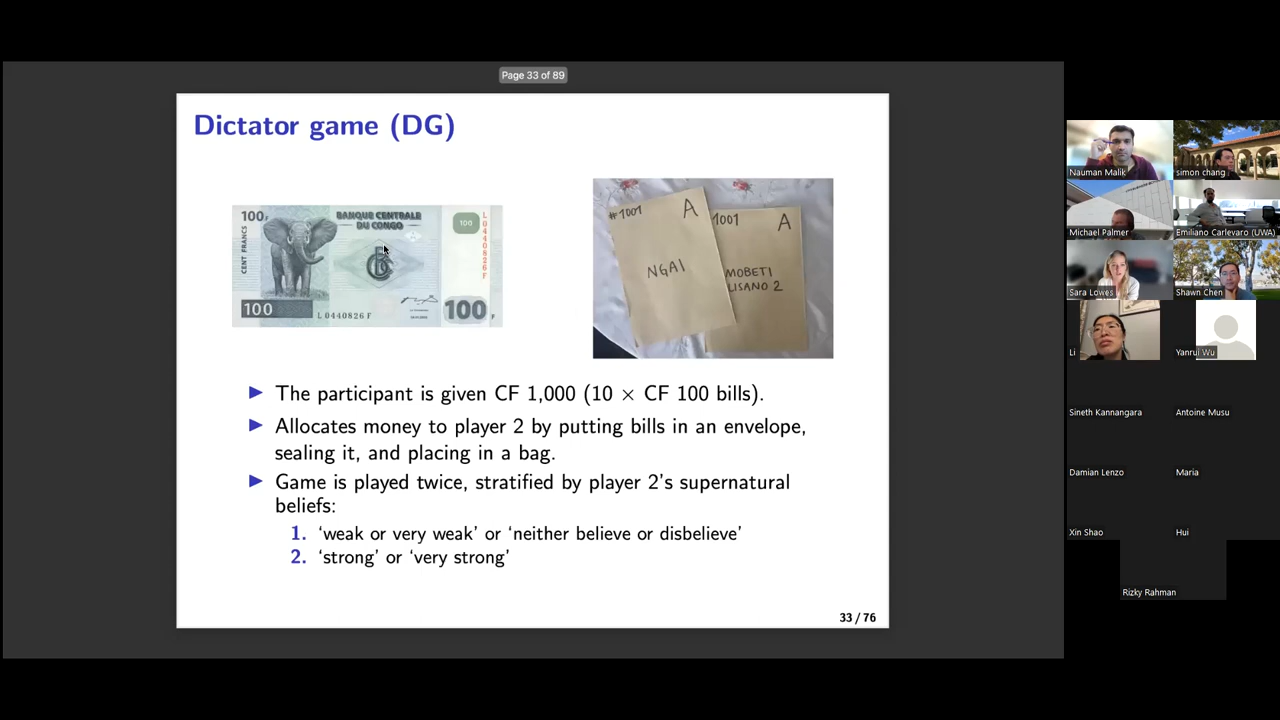 Page 33 of 89
Dictator game (DG)
100F
BANQUE CENTRALE
DU CONGO
100
L0440826F
CENT FRANCS
100
L0440826F
100F
#1001 A
NGAI
1001 A
MOBETI
LISANO 2
▶ The participant is given CF 1,000 (10 × CF 100 bills).
▶ Allocates money to player 2 by putting bills in an envelope,
sealing it, and placing in a bag.
▶ Game is played twice, stratified by player 2's supernatural
beliefs:
1. ‘weak or very weak’ or ‘neither believe or disbelieve’
2. ‘strong’ or ‘very strong’
33 / 76
Nauman Malik
simon chang
Michael Palmer
Emiliano Carlevaro (UWA)
Sara Lowes
Shawn Chen
Li
Yanrui Wu
Sineth Kannangara
Antoine Musu
Damian Lenzo
Maria
Xin Shao
Hui
Rizky Rahman